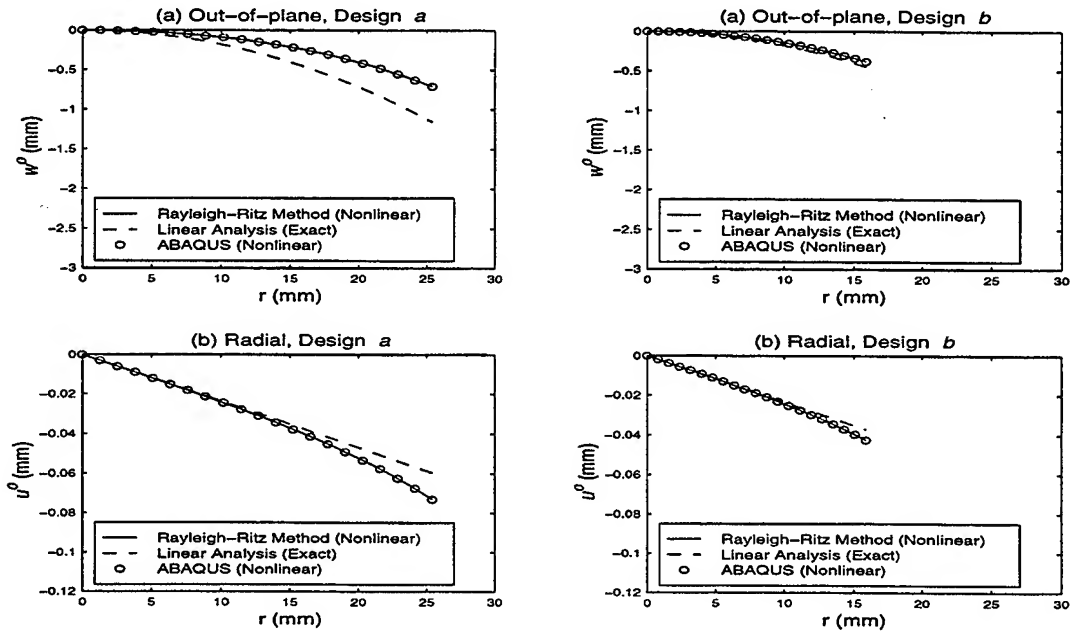 (a) Out-of-plane, Design a
0
-0.5
-1
-1.5
-2
-2.5
-3
w⁰ (mm)
Rayleigh-Ritz Method (Nonlinear)
Linear Analysis (Exact)
ABAQUS (Nonlinear)
0 5 10 15 20 25 30
r (mm)
(a) Out-of-plane, Design b
0
-0.5
-1
-1.5
-2
-2.5
-3
w⁰ (mm)
Rayleigh-Ritz Method (Nonlinear)
Linear Analysis (Exact)
ABAQUS (Nonlinear)
0 5 10 15 20 25 30
r (mm)
(b) Radial, Design a
0
-0.02
-0.04
-0.06
-0.08
-0.1
-0.12
u⁰ (mm)
Rayleigh-Ritz Method (Nonlinear)
Linear Analysis (Exact)
ABAQUS (Nonlinear)
0 5 10 15 20 25 30
r (mm)
(b) Radial, Design b
0
-0.02
-0.04
-0.06
-0.08
-0.1
-0.12
u⁰ (mm)
Rayleigh-Ritz Method (Nonlinear)
Linear Analysis (Exact)
ABAQUS (Nonlinear)
0 5 10 15 20 25 30
r (mm)